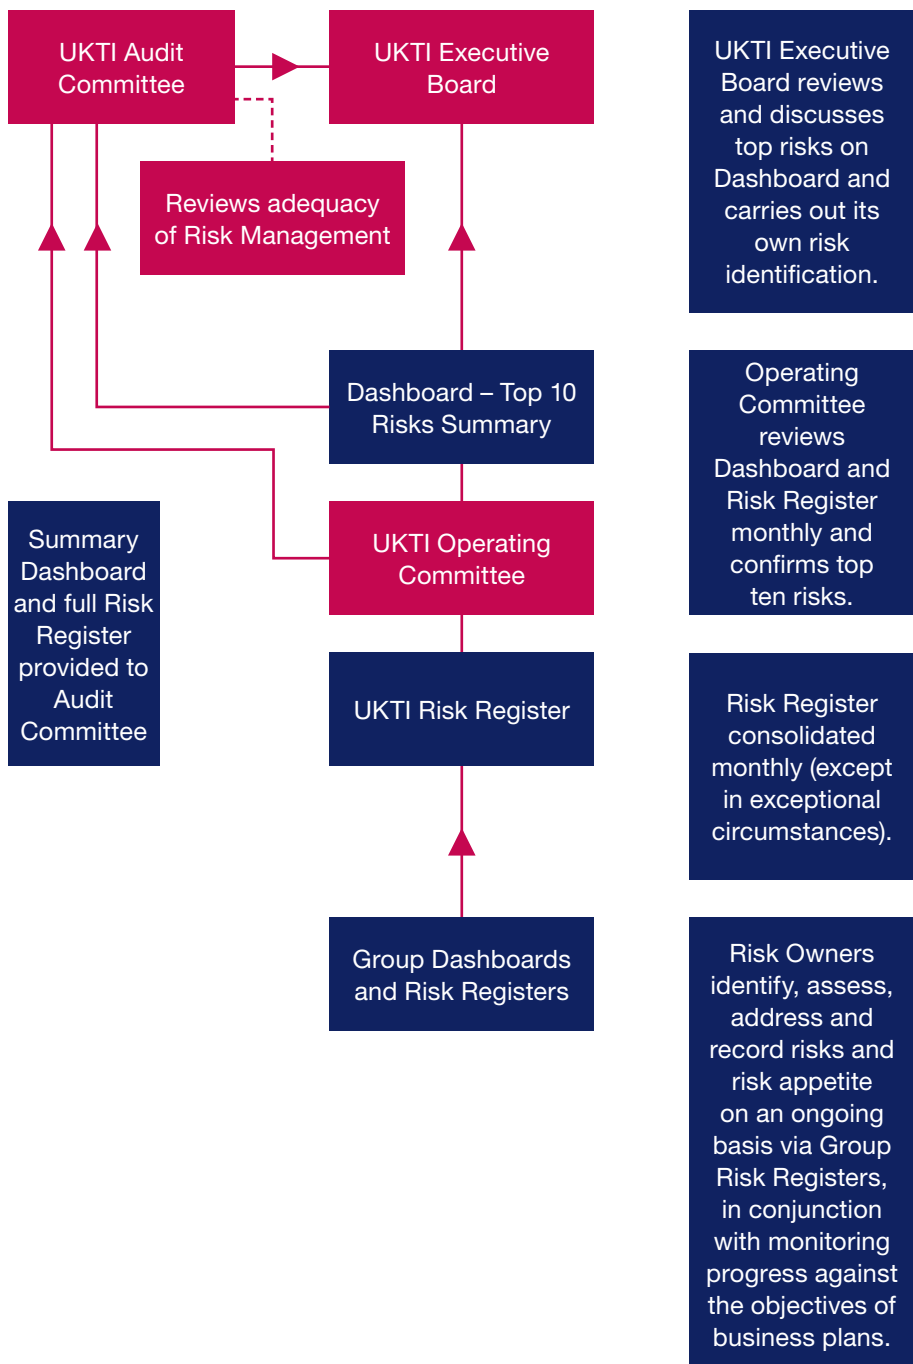 UKTI Audit
Committee
UKTI Executive
Board
UKTI Executive
Board reviews
and discusses
top risks on
Dashboard and
carries out its
own risk
identification.
Reviews adequacy
of Risk Management
Dashboard – Top 10
Risks Summary
Operating
Committee
reviews
Dashboard and
Risk Register
monthly and
confirms top
ten risks.
Summary
Dashboard
and full Risk
Register
provided to
Audit
Committee
UKTI Operating
Committee
UKTI Risk Register
Risk Register
consolidated
monthly (except
in exceptional
circumstances).
Group Dashboards
and Risk Registers
Risk Owners
identify, assess,
address and
record risks and
risk appetite
on an ongoing
basis via Group
Risk Registers,
in conjunction
with monitoring
progress against
the objectives of
business plans.